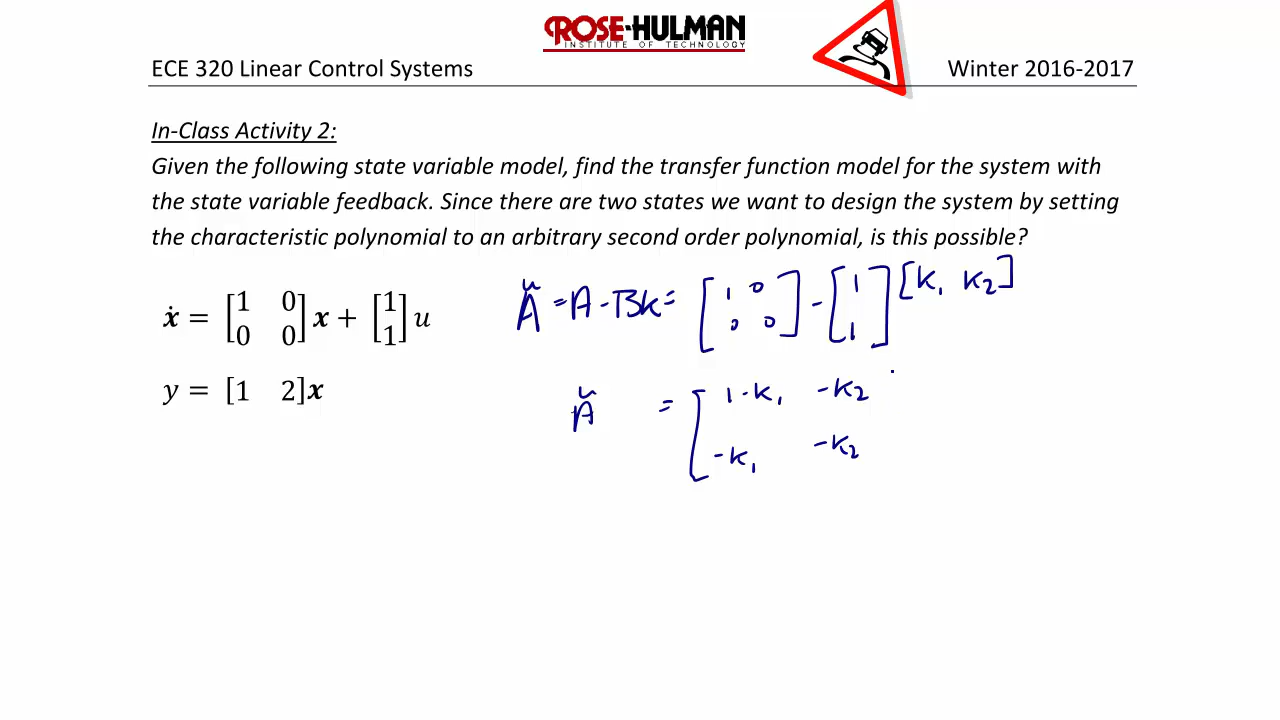 ROSE-HULMAN
INSTITUTE OF TECHNOLOGY
ECE 320 Linear Control Systems Winter 2016-2017
In-Class Activity 2:
Given the following state variable model, find the transfer function model for the system with
the state variable feedback. Since there are two states we want to design the system by setting
the characteristic polynomial to an arbitrary second order polynomial, is this possible?
ẋ = [1 0; 0 0] x + [1; 1] u
y = [1 2] x
Ã = A - BK = [1 0; 0 0] - [1; 1] [K₁ K₂]
Ã = [1-K₁ -K₂; -K₁ -K₂